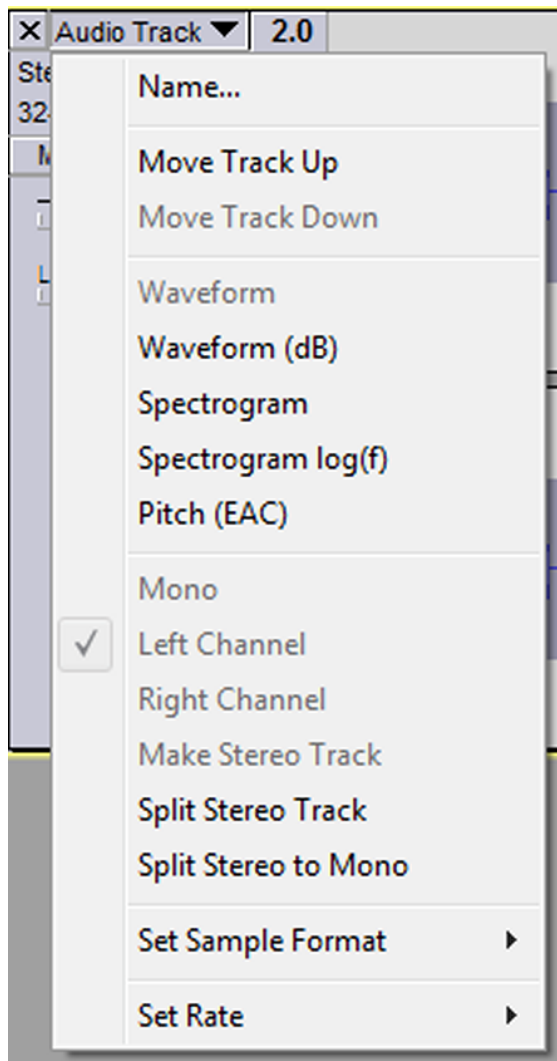 Audio Track 2.0
Name...
Move Track Up
Move Track Down
Waveform
Waveform (dB)
Spectrogram
Spectrogram log(f)
Pitch (EAC)
Mono
Left Channel
Right Channel
Make Stereo Track
Split Stereo Track
Split Stereo to Mono
Set Sample Format
Set Rate